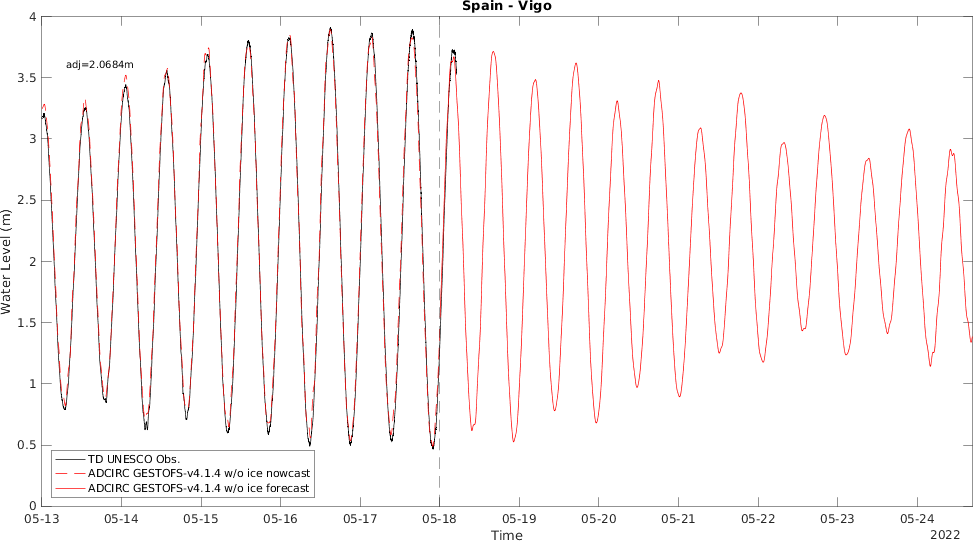 Spain - Vigo
4
3.5
3
2.5
2
1.5
1
0.5
0
Water Level (m)
adj=2.0684m
TD UNESCO Obs.
ADCIRC GESTOFS-v4.1.4 w/o ice nowcast
ADCIRC GESTOFS-v4.1.4 w/o ice forecast
05-13 05-14 05-15 05-16 05-17 05-18 05-19 05-20 05-21 05-22 05-23 05-24
Time
2022